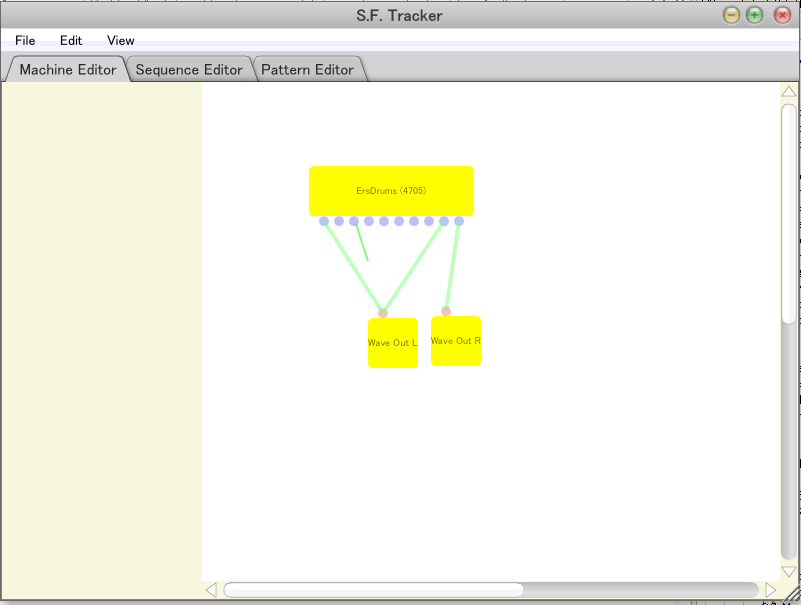 S.F. Tracker
File Edit View
Machine Editor Sequence Editor Pattern Editor
ErsDrums (4705)
Wave Out L Wave Out R